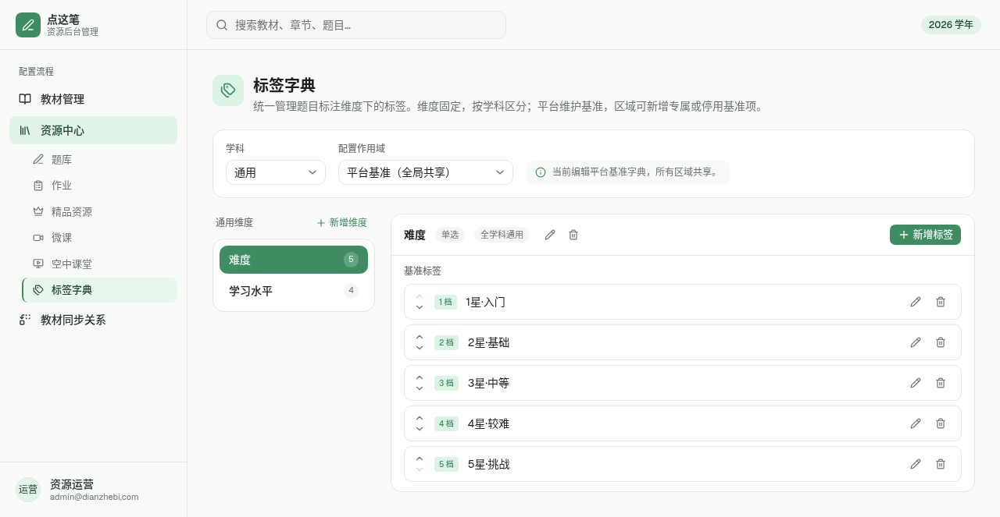 点这笔
资源后台管理
搜索教材、章节、题目…
2026 学年
配置流程
教材管理
资源中心
题库
作业
精品资源
微课
空中课堂
标签字典
教材同步关系
运营
资源运营
admin@dianzhebi.com
标签字典
统一管理题目标注维度下的标签。维度固定，按学科区分；平台维护基准，区域可新增专属或停用基准项。
学科
配置作用域
通用
平台基准（全局共享）
当前编辑平台基准字典，所有区域共享。
通用维度
新增维度
难度
5
学习水平
4
难度
单选
全学科通用
新增标签
基准标签
1 档
1星·入门
2 档
2星·基础
3 档
3星·中等
4 档
4星·较难
5 档
5星·挑战